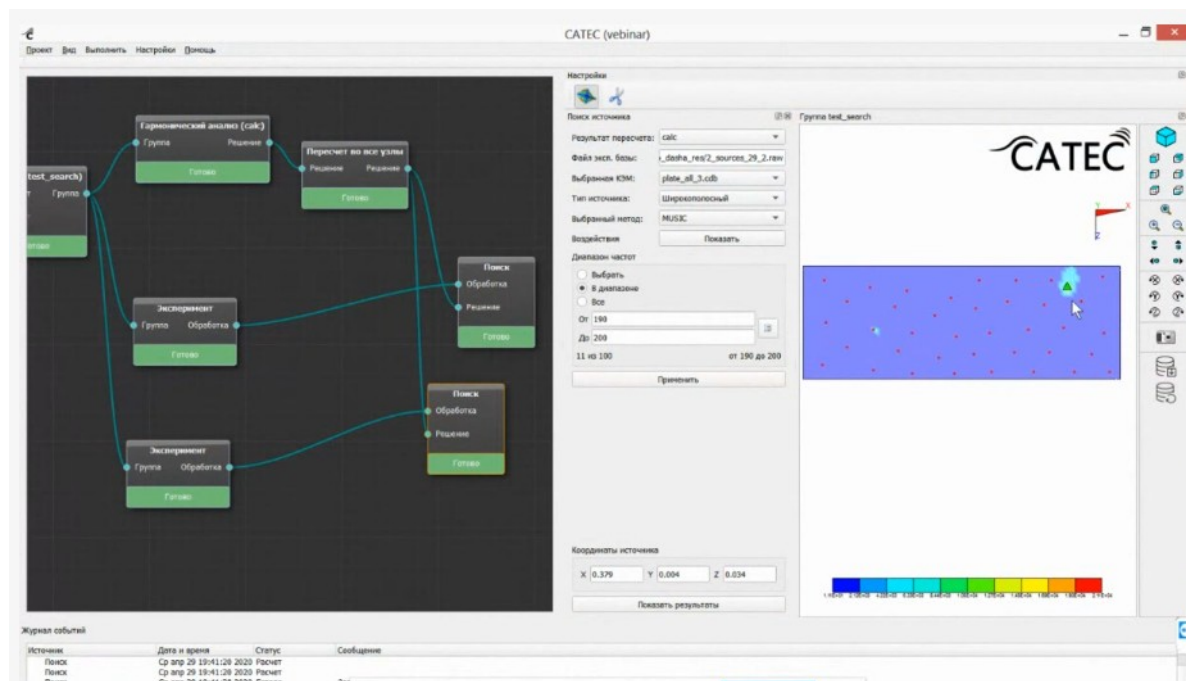 CATEC (vebinar)
Проект Вид Выполнить Настройки Помощь
Гармонический анализ (calc)
Группа Решение
Готово
Пересчет во все узлы
Решение Решение
Готово
test_search)
Группа
Эксперимент
Группа Обработка
Готово
Поиск
Обработка
Решение
Готово
Эксперимент
Группа Обработка
Готово
Поиск
Обработка
Решение
Готово
Настройки
Поиск источника
Результат пересчета: calc
Файл эксп. базы: _dasha_res/2_sources_29_2.raw
Выбранная КЭМ: plate_all_3.cdb
Тип источника: Широкополосный
Выбранный метод: MUSIC
Воздействия Показать
Диапазон частот
Выбрать
В диапазоне
Все
От 190
До 200
11 из 100 от 190 до 200
Применить
Координаты источника
X 0.379 Y 0.004 Z 0.034
Показать результаты
Группа test_search
CATEC
X
Z
Журнал событий
Источник Дата и время Статус Сообщение
Поиск Ср апр 29 19:41:20 2020 Расчет
Поиск Ср апр 29 19:41:20 2020 Расчет